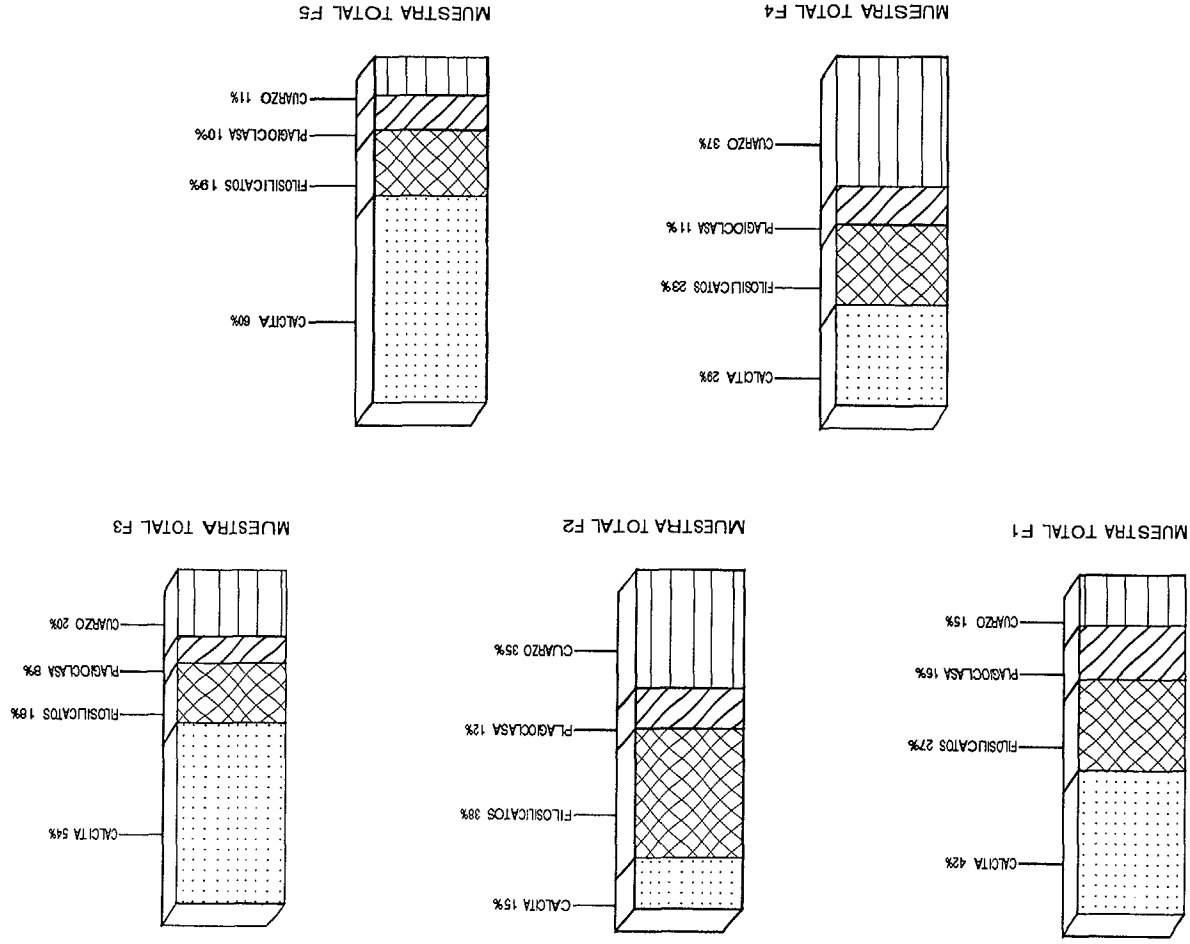 CALCITA 42%
FILOSILICATOS 27%
PLAGIOCLASA 16%
CUARZO 15%
MUESTRA TOTAL F1
CALCITA 15%
FILOSILICATOS 38%
PLAGIOCLASA 12%
CUARZO 35%
MUESTRA TOTAL F2
CALCITA 54%
FILOSILICATOS 18%
PLAGIOCLASA 8%
CUARZO 20%
MUESTRA TOTAL F3
CALCITA 29%
FILOSILICATOS 23%
PLAGIOCLASA 11%
CUARZO 37%
MUESTRA TOTAL F4
CALCITA 60%
FILOSILICATOS 19%
PLAGIOCLASA 10%
CUARZO 11%
MUESTRA TOTAL F5